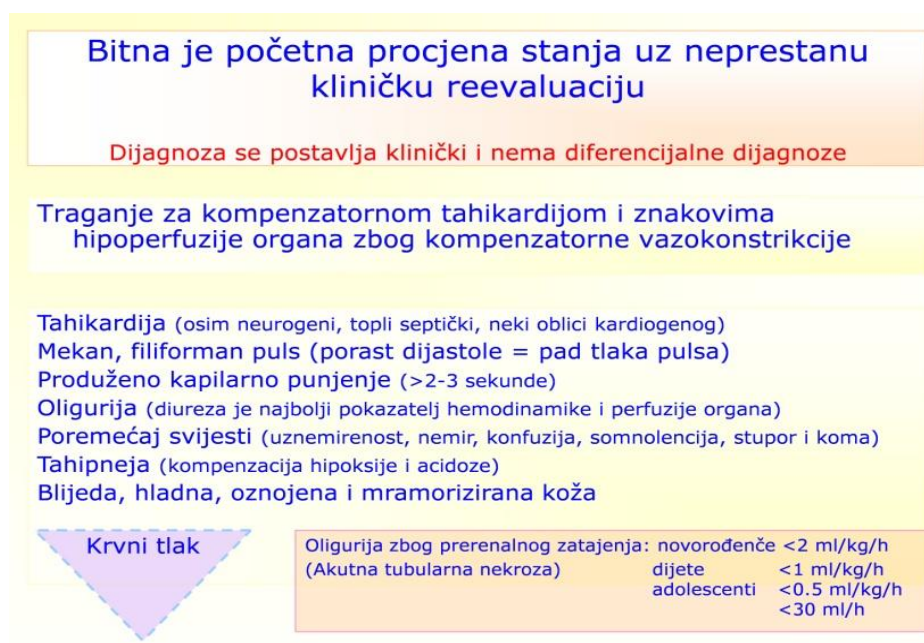 Bitna je početna procjena stanja uz neprestanu
kliničku reevaluaciju
Dijagnoza se postavlja klinički i nema diferencijalne dijagnoze
Traganje za kompenzatornom tahikardijom i znakovima
hipoperfuzije organa zbog kompenzatorne vazokonstrikcije
Tahikardija (osim neurogeni, topli septički, neki oblici kardiogenog)
Mekan, filiforman puls (porast dijastole = pad tlaka pulsa)
Produženo kapilarno punjenje (>2-3 sekunde)
Oligurija (diureza je najbolji pokazatelj hemodinamike i perfuzije organa)
Poremećaj svijesti (uznemirenost, nemir, konfuzija, somnolencija, stupor i koma)
Tahipneja (kompenzacija hipoksije i acidoze)
Blijeda, hladna, oznojena i mramorizirana koža
Krvni tlak
Oligurija zbog prerenalnog zatajenja: novorođenče <2 ml/kg/h
(Akutna tubularna nekroza) dijete <1 ml/kg/h
adolescenti <0.5 ml/kg/h
<30 ml/h